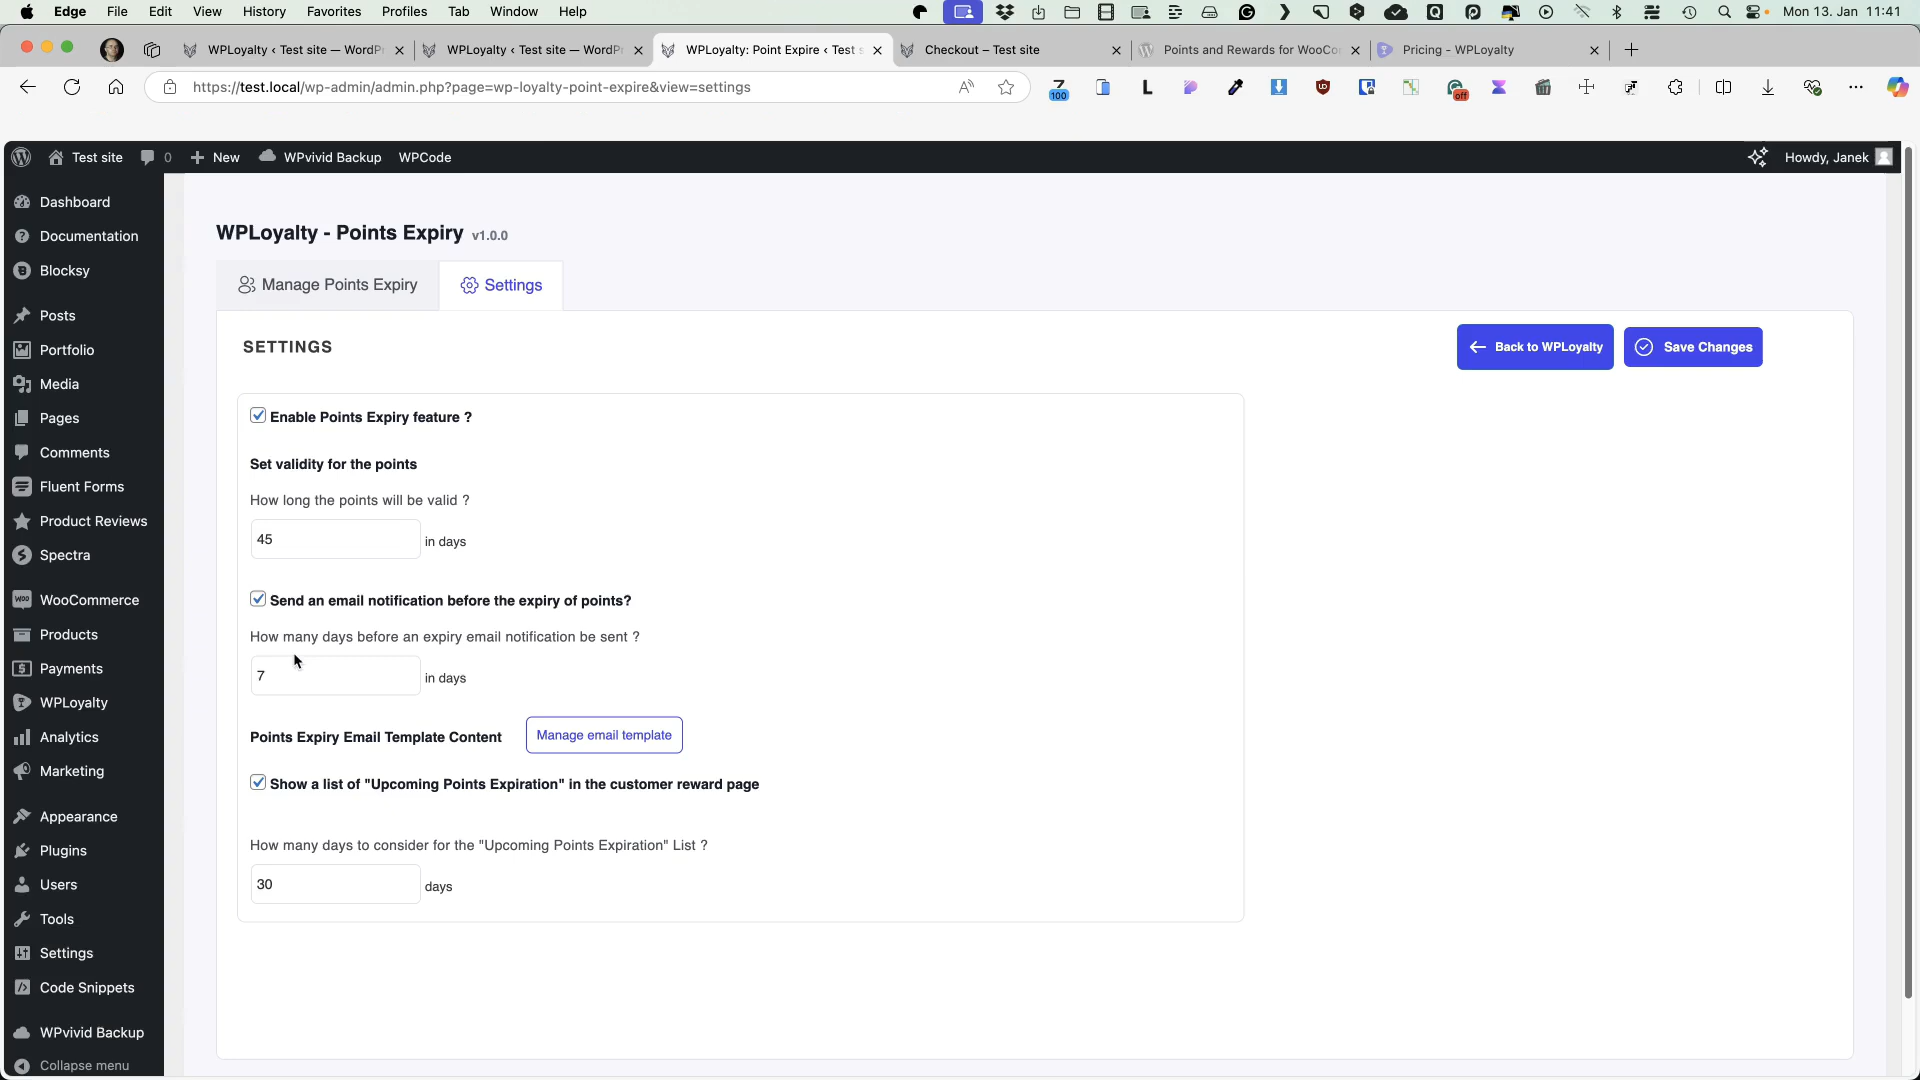 Edge File Edit View History Favorites Profiles Tab Window Help Mon 13. Jan 11:41
WPLoyalty ‹ Test site — WordPr
WPLoyalty ‹ Test site — WordPr
WPLoyalty: Point Expire ‹ Test s
Checkout – Test site
Points and Rewards for WooCo
Pricing - WPLoyalty
https://test.local/wp-admin/admin.php?page=wp-loyalty-point-expire&view=settings
100
off
Test site 0 New WPvivid Backup WPCode Howdy, Janek
Dashboard
Documentation
Blocksy
Posts
Portfolio
Media
Pages
Comments
Fluent Forms
Product Reviews
Spectra
WooCommerce
Products
Payments
WPLoyalty
Analytics
Marketing
Appearance
Plugins
Users
Tools
Settings
Code Snippets
WPvivid Backup
Collapse menu
WPLoyalty - Points Expiry v1.0.0
Manage Points Expiry Settings
SETTINGS
Back to WPLoyalty Save Changes
Enable Points Expiry feature ?
Set validity for the points
How long the points will be valid ?
45 in days
Send an email notification before the expiry of points?
How many days before an expiry email notification be sent ?
7 in days
Points Expiry Email Template Content Manage email template
Show a list of "Upcoming Points Expiration" in the customer reward page
How many days to consider for the "Upcoming Points Expiration" List ?
30 days